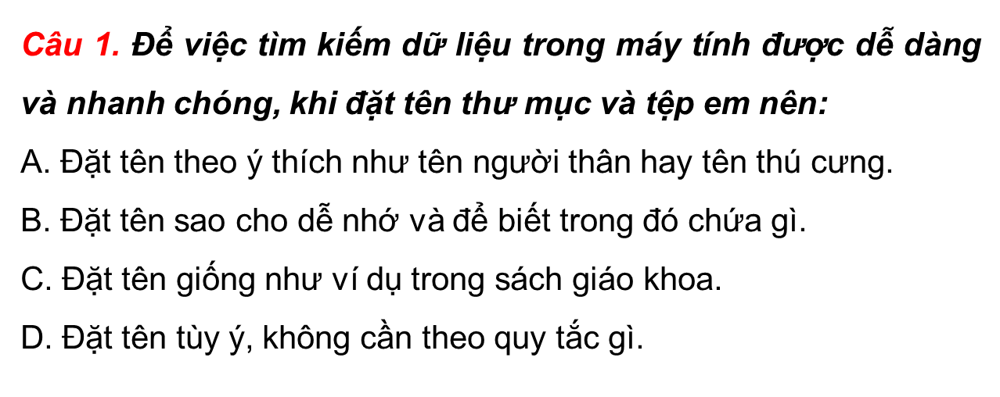 Câu 1. Để việc tìm kiếm dữ liệu trong máy tính được dễ dàng
và nhanh chóng, khi đặt tên thư mục và tệp em nên:
A. Đặt tên theo ý thích như tên người thân hay tên thú cưng.
B. Đặt tên sao cho dễ nhớ và để biết trong đó chứa gì.
C. Đặt tên giống như ví dụ trong sách giáo khoa.
D. Đặt tên tùy ý, không cần theo quy tắc gì.